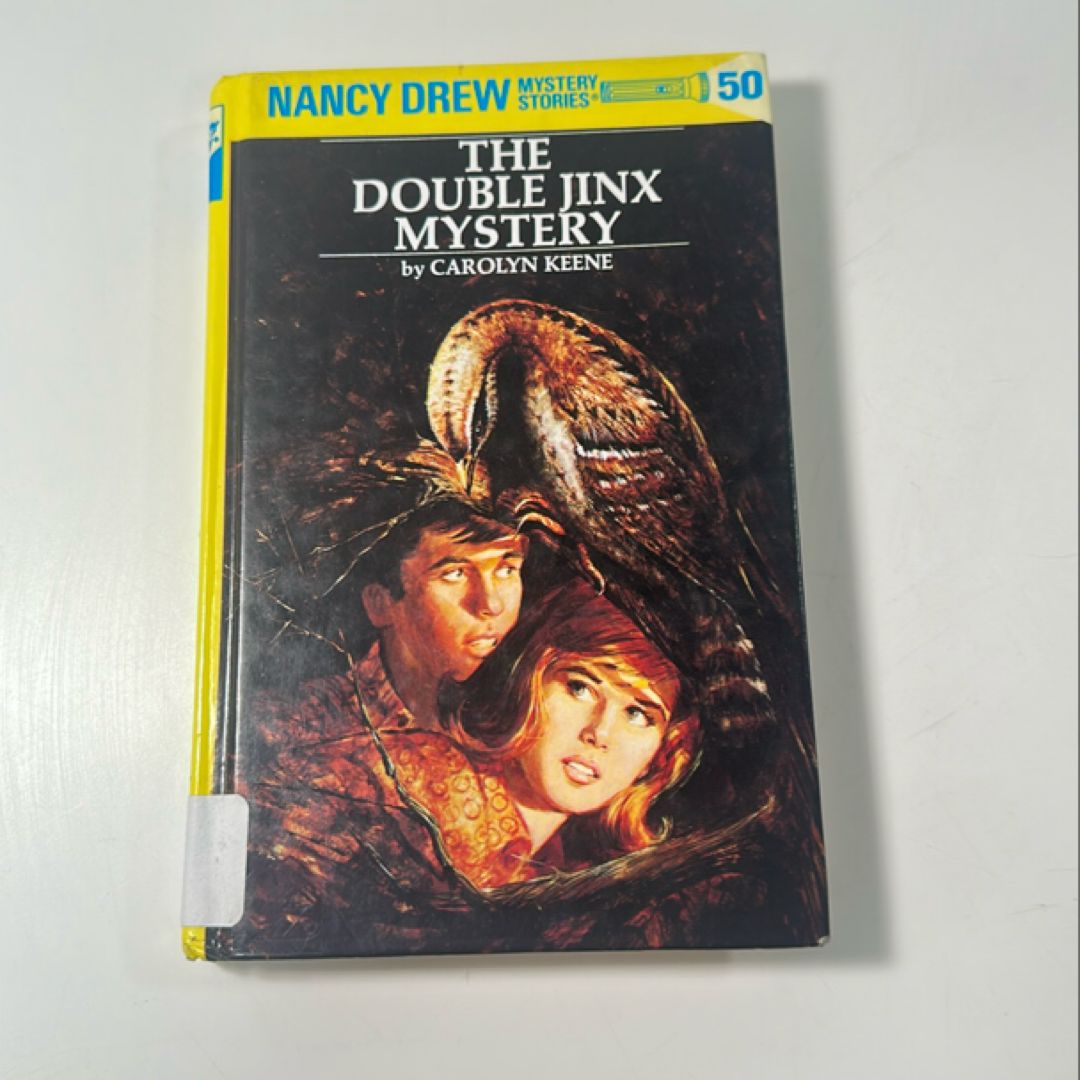 NANCY DREW MYSTERY STORIES® 50
THE
DOUBLE JINX
MYSTERY
by CAROLYN KEENE